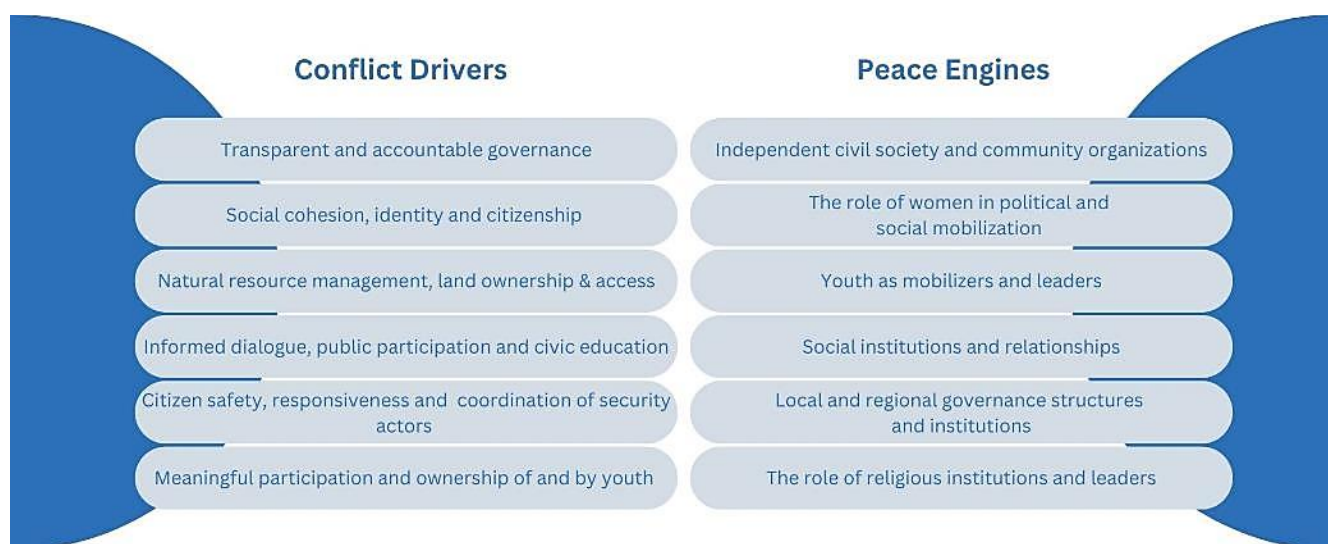 Conflict Drivers
Transparent and accountable governance
Social cohesion, identity and citizenship
Natural resource management, land ownership & access
Informed dialogue, public participation and civic education
Citizen safety, responsiveness and coordination of security
actors
Meaningful participation and ownership of and by youth
Peace Engines
Independent civil society and community organizations
The role of women in political and
social mobilization
Youth as mobilizers and leaders
Social institutions and relationships
Local and regional governance structures
and institutions
The role of religious institutions and leaders